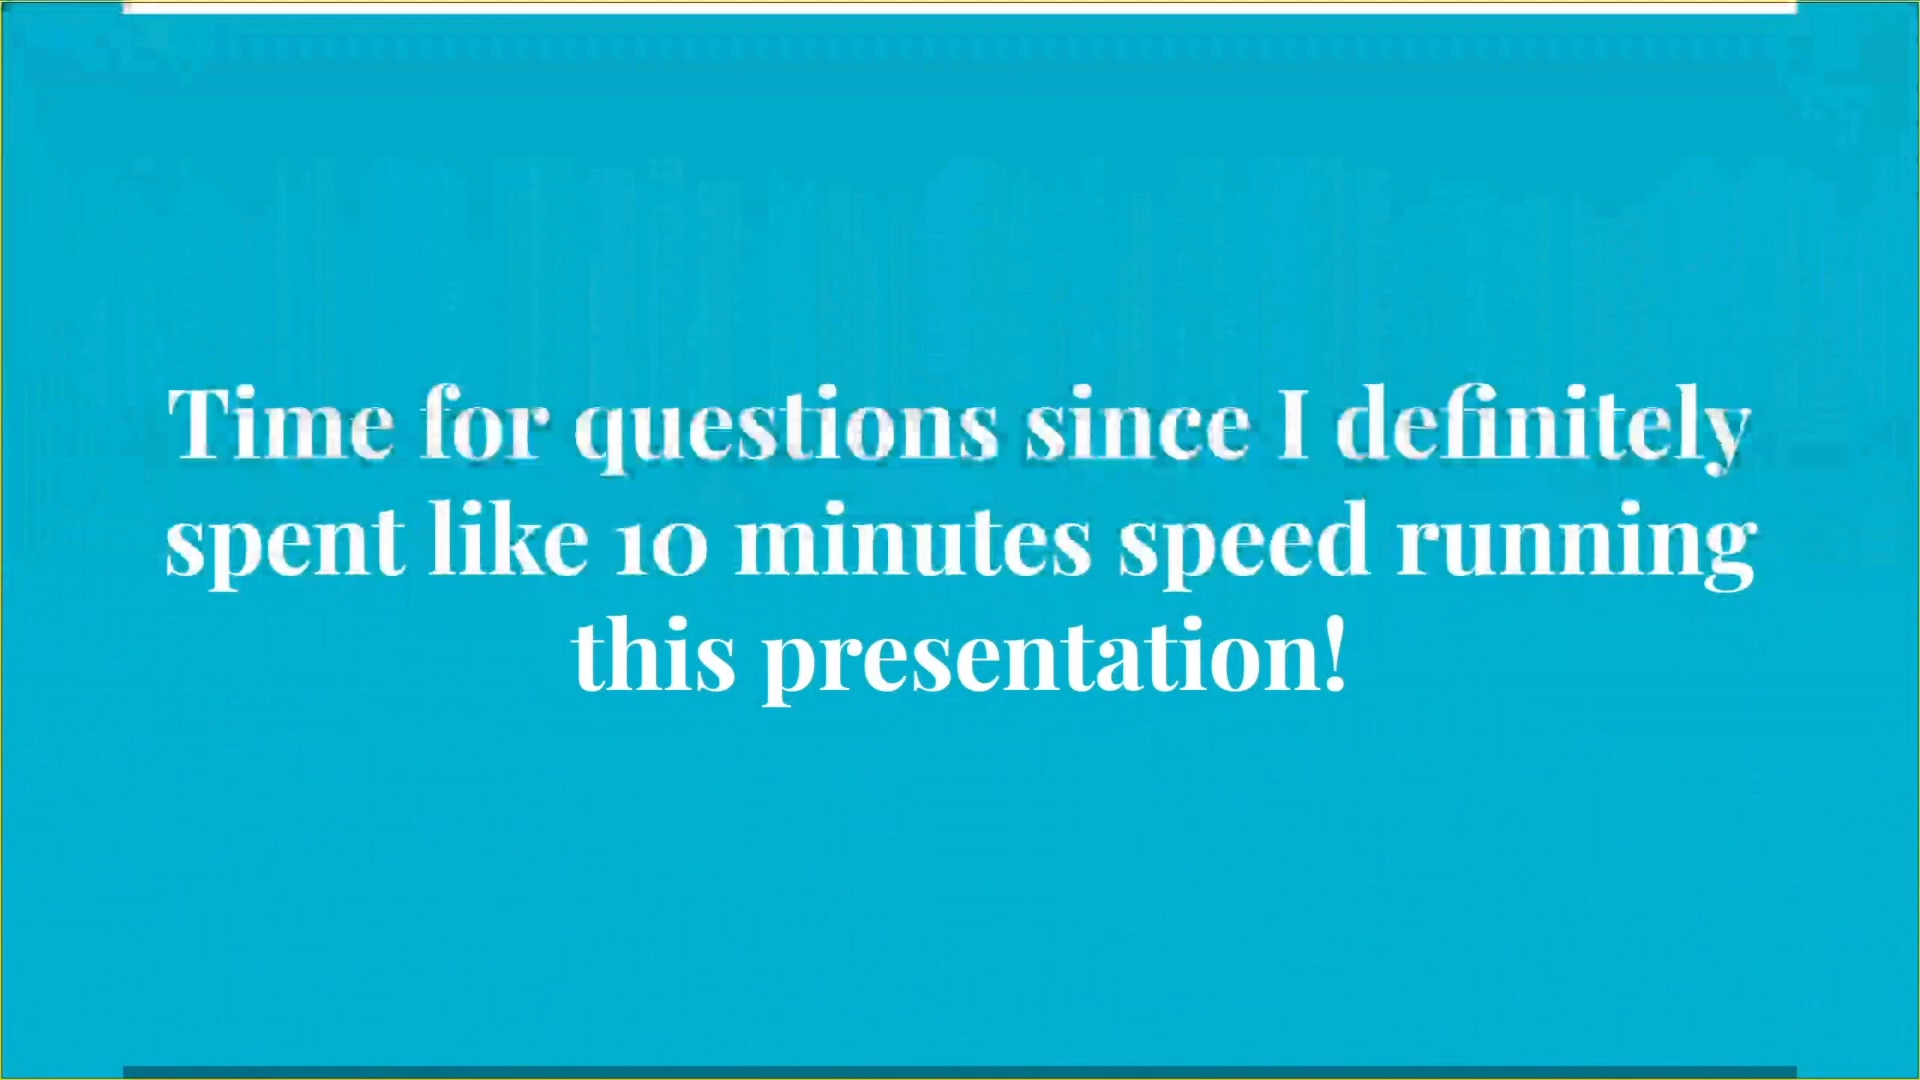 Time for questions since I definitely
spent like 10 minutes speed running
this presentation!